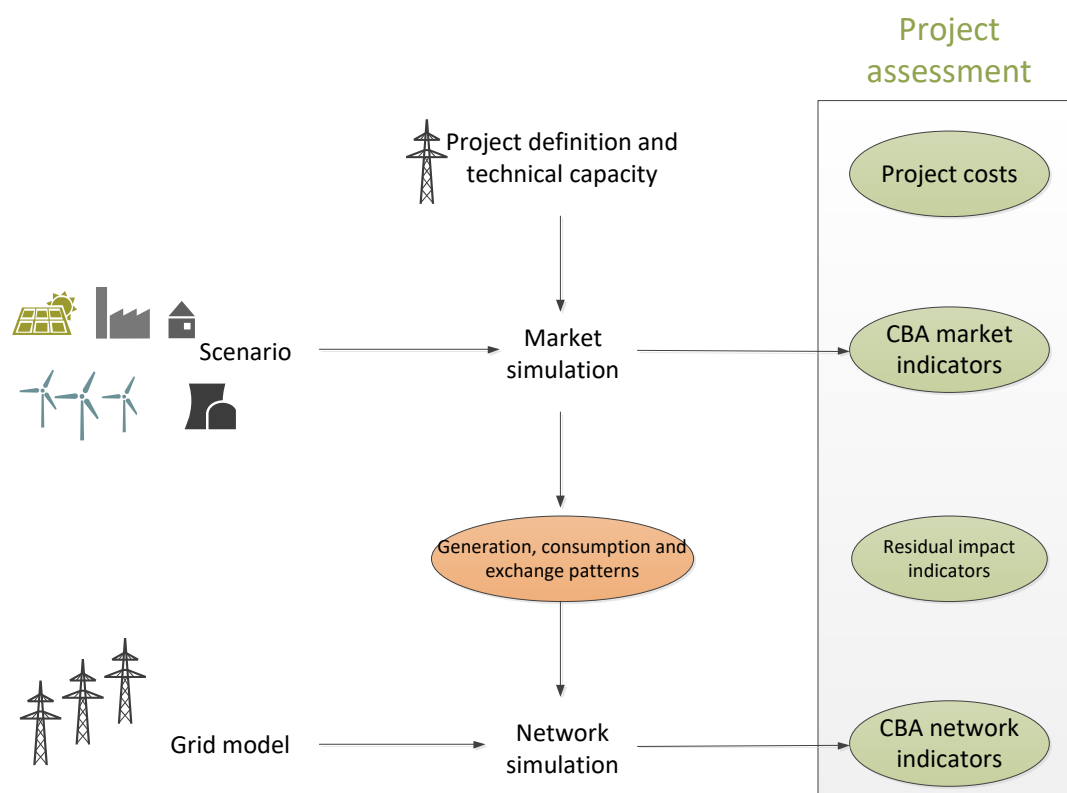 Project
assessment
Project definition and
technical capacity
Project costs
Scenario
Market
simulation
CBA market
indicators
Generation, consumption and
exchange patterns
Residual impact
indicators
Grid model
Network
simulation
CBA network
indicators